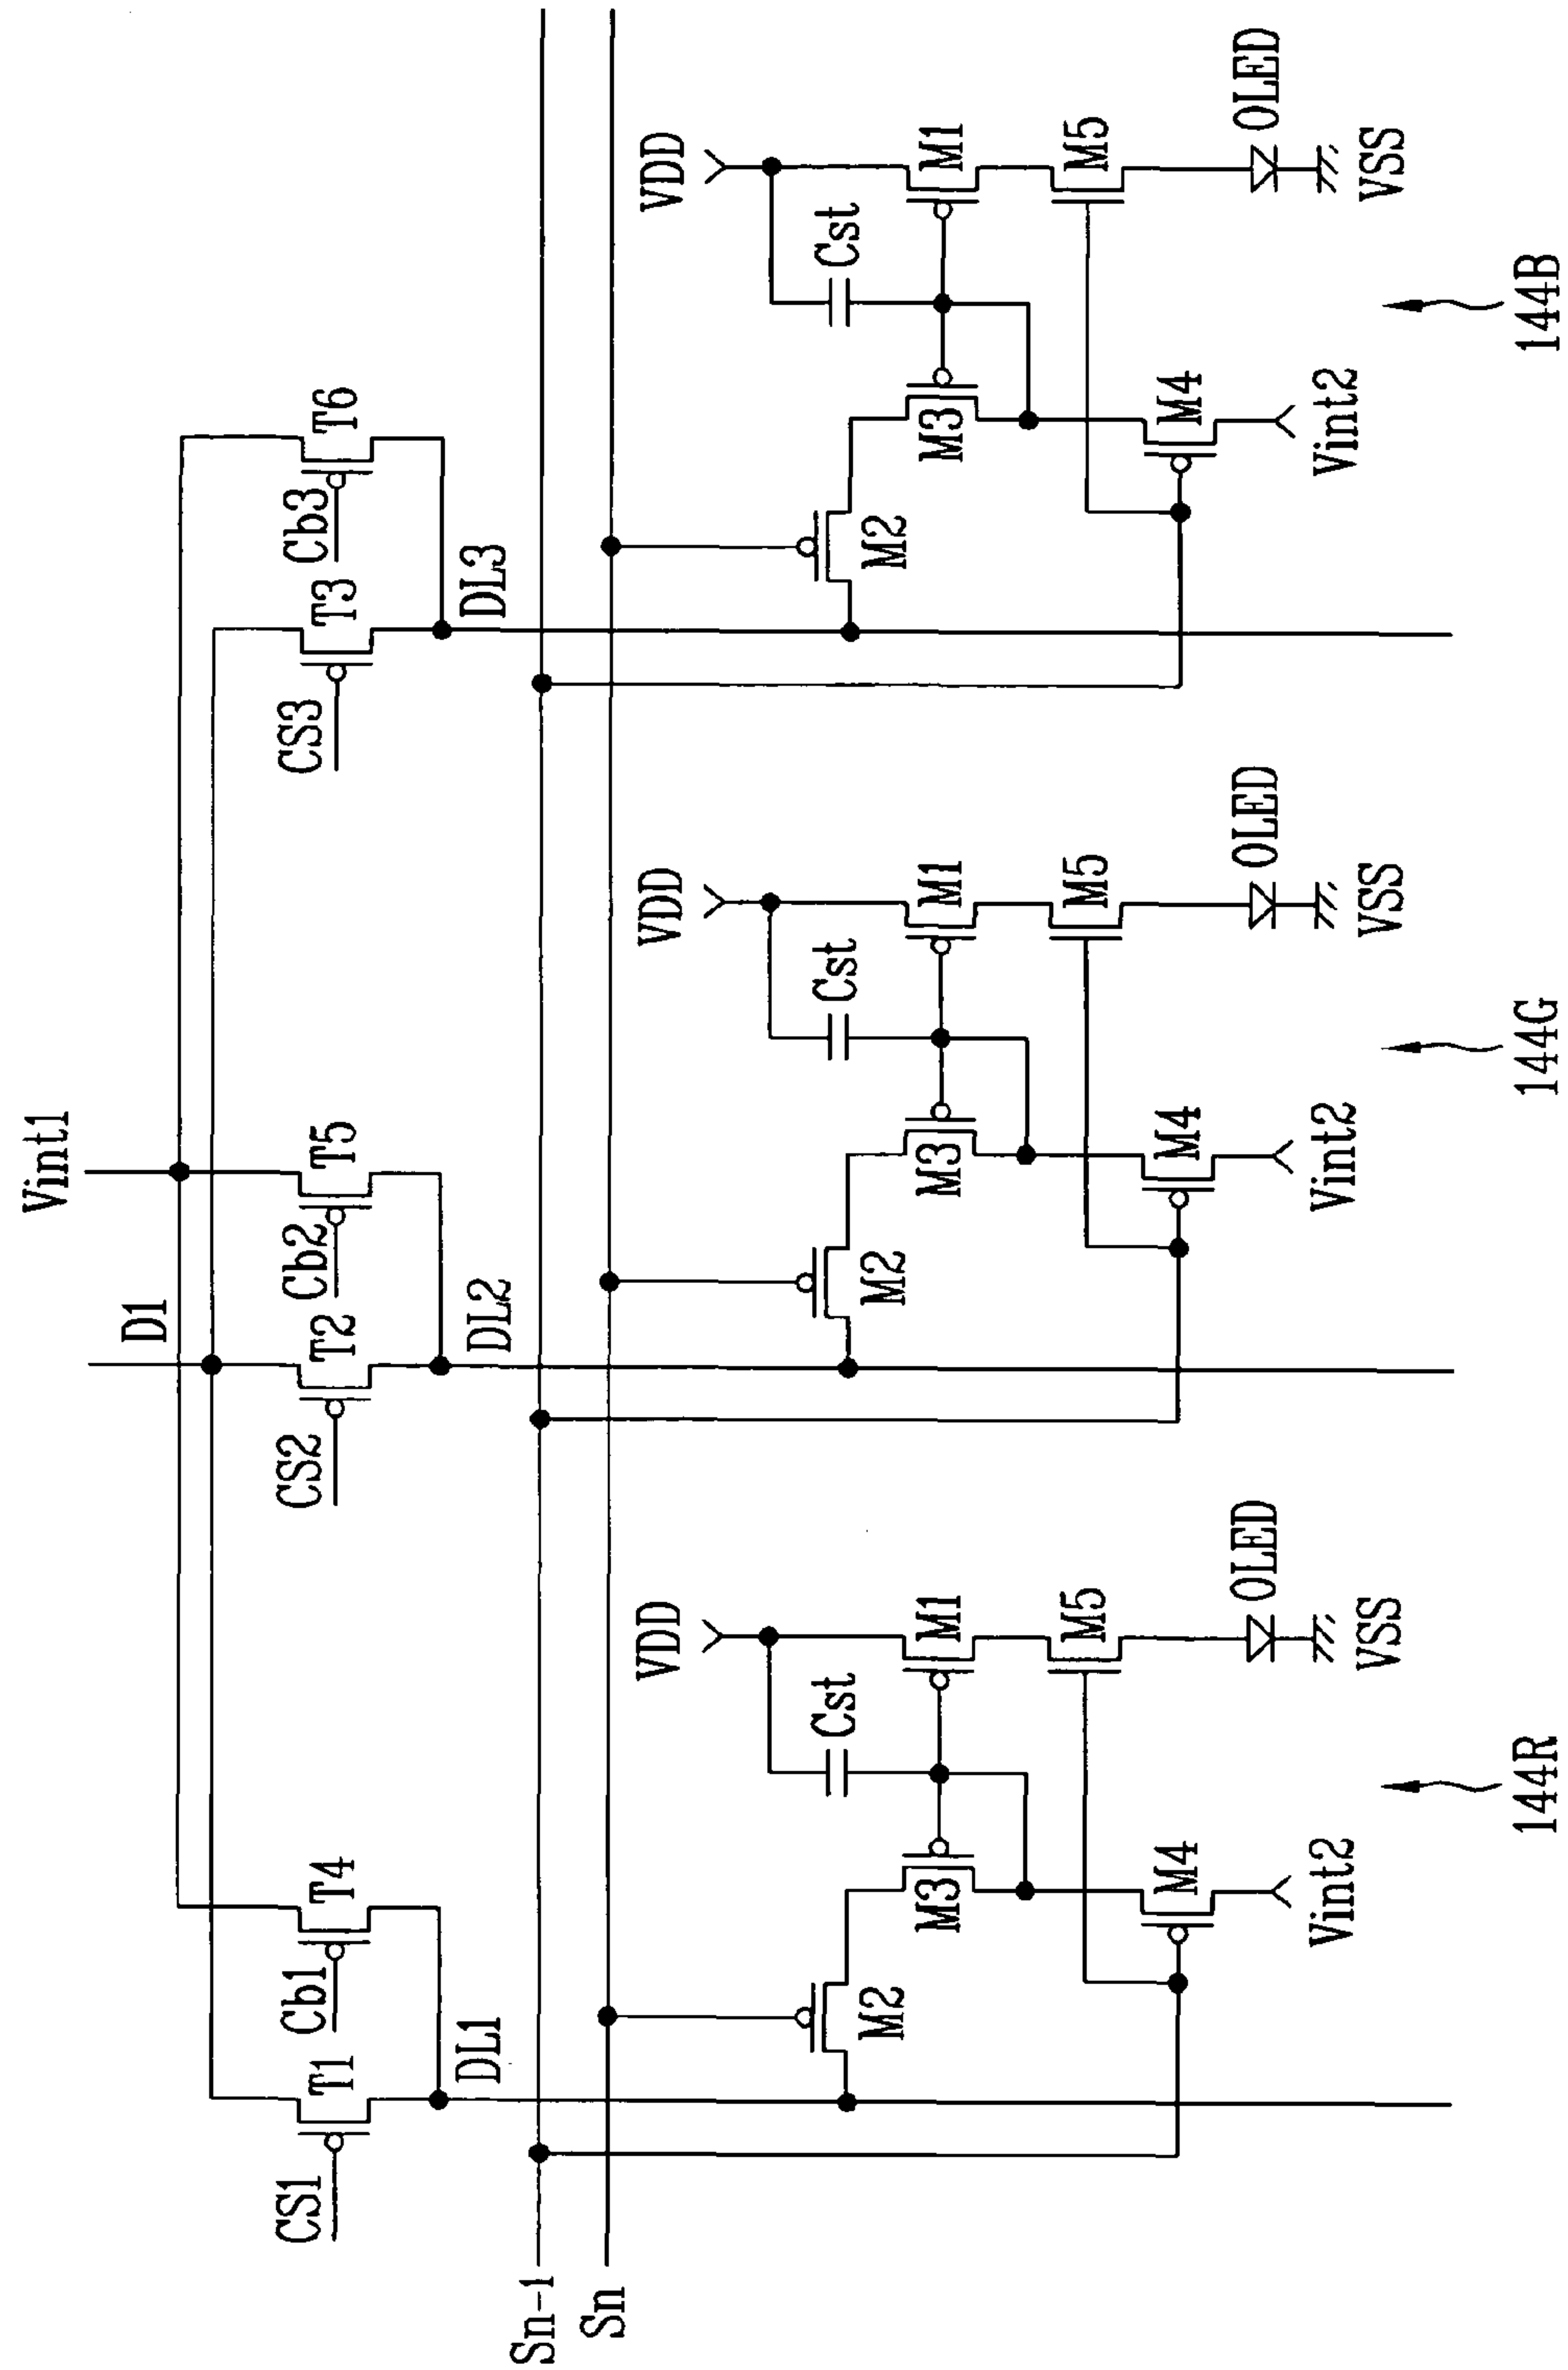 Vint1
D1
CS1 T1 Cb1 T4 CS2 T2 Cb2 T5 CS3 T3 Cb3 T6
DL1 DL2 DL3
Sn-1
Sn
VDD VDD VDD
Cst Cst Cst
M2 M2 M2
M3 M1 M3 M1 M3 M1
M5 M5 M5
M4 M4 M4
OLED OLED OLED
Vint2 Vint2 Vint2
VSS VSS VSS
144R 144G 144B